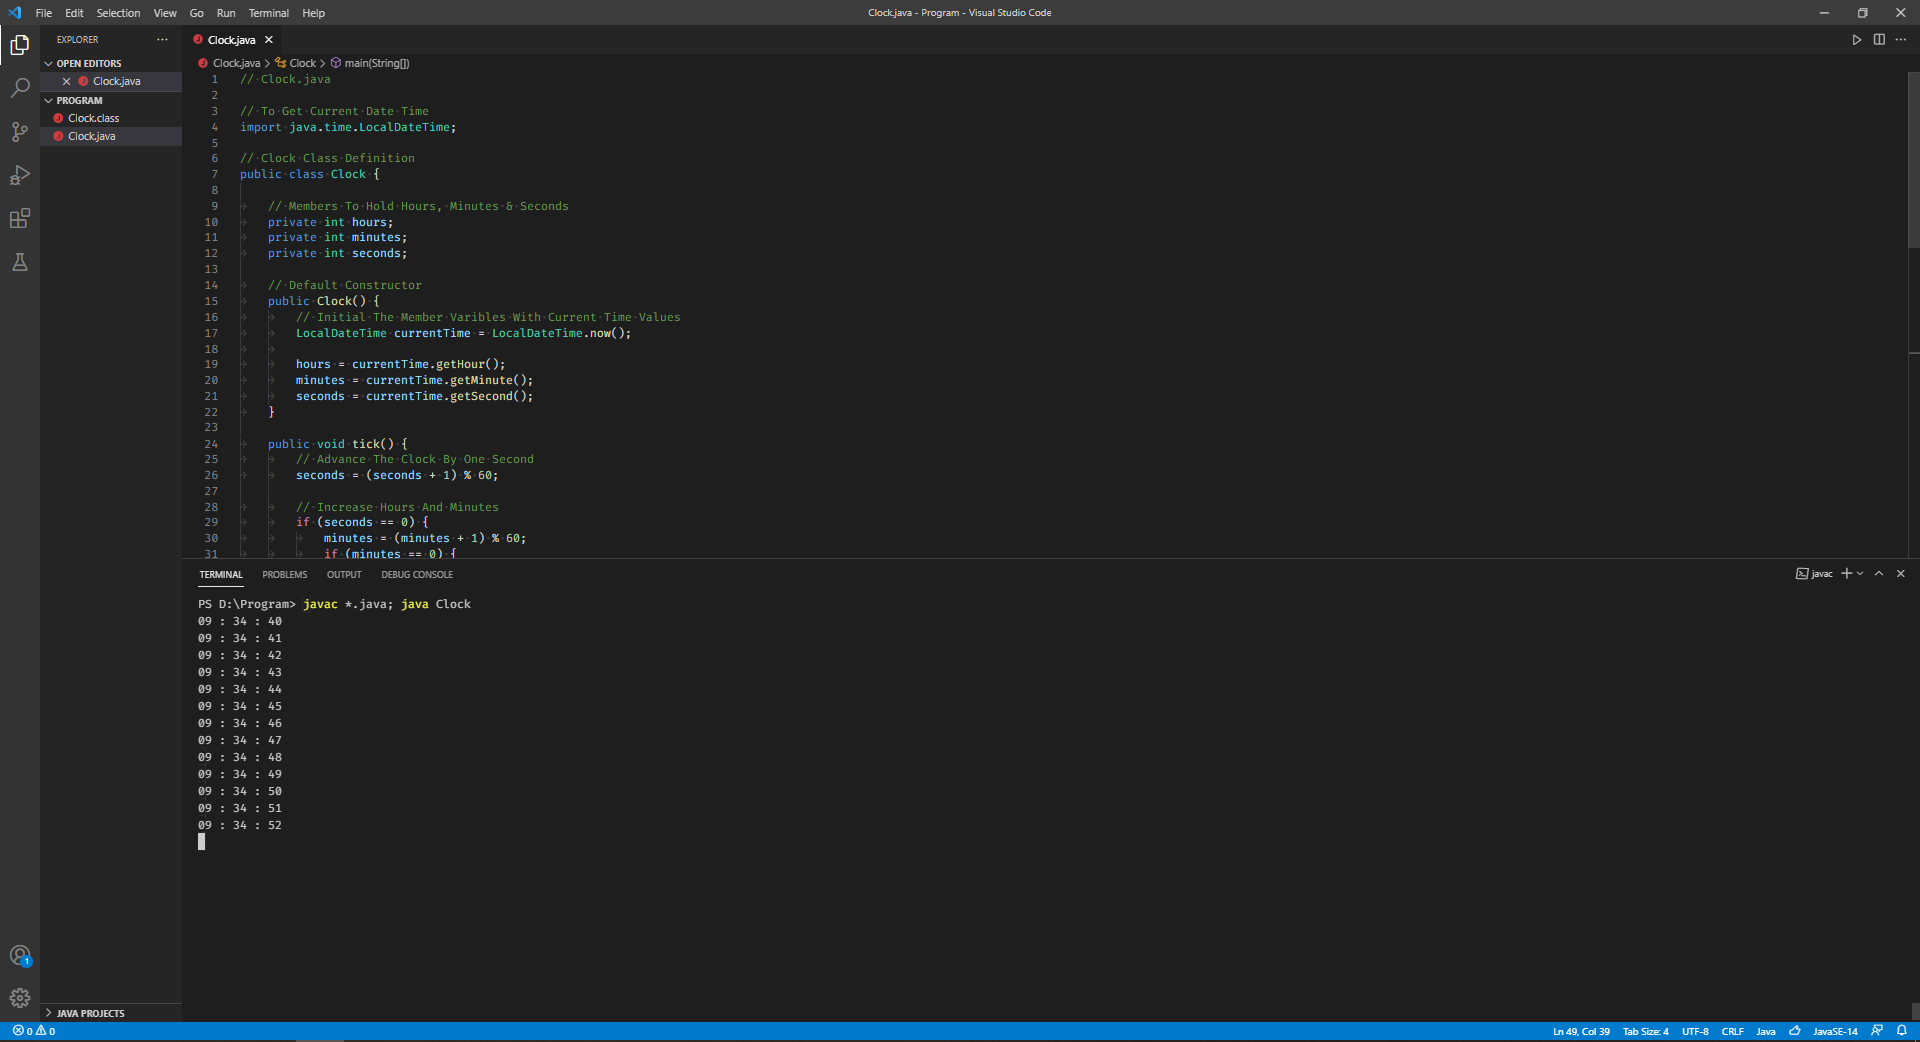 File Edit Selection View Go Run Terminal Help
Clock.java - Program - Visual Studio Code
EXPLORER
OPEN EDITORS
Clock.java
PROGRAM
Clock.class
Clock.java
JAVA PROJECTS
Clock.java
Clock.java > Clock > main(String[])
1 // Clock.java
2
3 // To Get Current Date Time
4 import java.time.LocalDateTime;
5
6 // Clock Class Definition
7 public class Clock {
8
9 // Members To Hold Hours, Minutes & Seconds
10 private int hours;
11 private int minutes;
12 private int seconds;
13
14 // Default Constructor
15 public Clock() {
16 // Initial The Member Varibles With Current Time Values
17 LocalDateTime currentTime = LocalDateTime.now();
18
19 hours = currentTime.getHour();
20 minutes = currentTime.getMinute();
21 seconds = currentTime.getSecond();
22 }
23
24 public void tick() {
25 // Advance The Clock By One Second
26 seconds = (seconds + 1) % 60;
27
28 // Increase Hours And Minutes
29 if (seconds == 0) {
30 minutes = (minutes + 1) % 60;
31 if (minutes == 0) {
TERMINAL PROBLEMS OUTPUT DEBUG CONSOLE
javac
PS D:\Program> javac *.java; java Clock
09 : 34 : 40
09 : 34 : 41
09 : 34 : 42
09 : 34 : 43
09 : 34 : 44
09 : 34 : 45
09 : 34 : 46
09 : 34 : 47
09 : 34 : 48
09 : 34 : 49
09 : 34 : 50
09 : 34 : 51
09 : 34 : 52
1
0 0
Ln 49, Col 39 Tab Size: 4 UTF-8 CRLF Java JavaSE-14